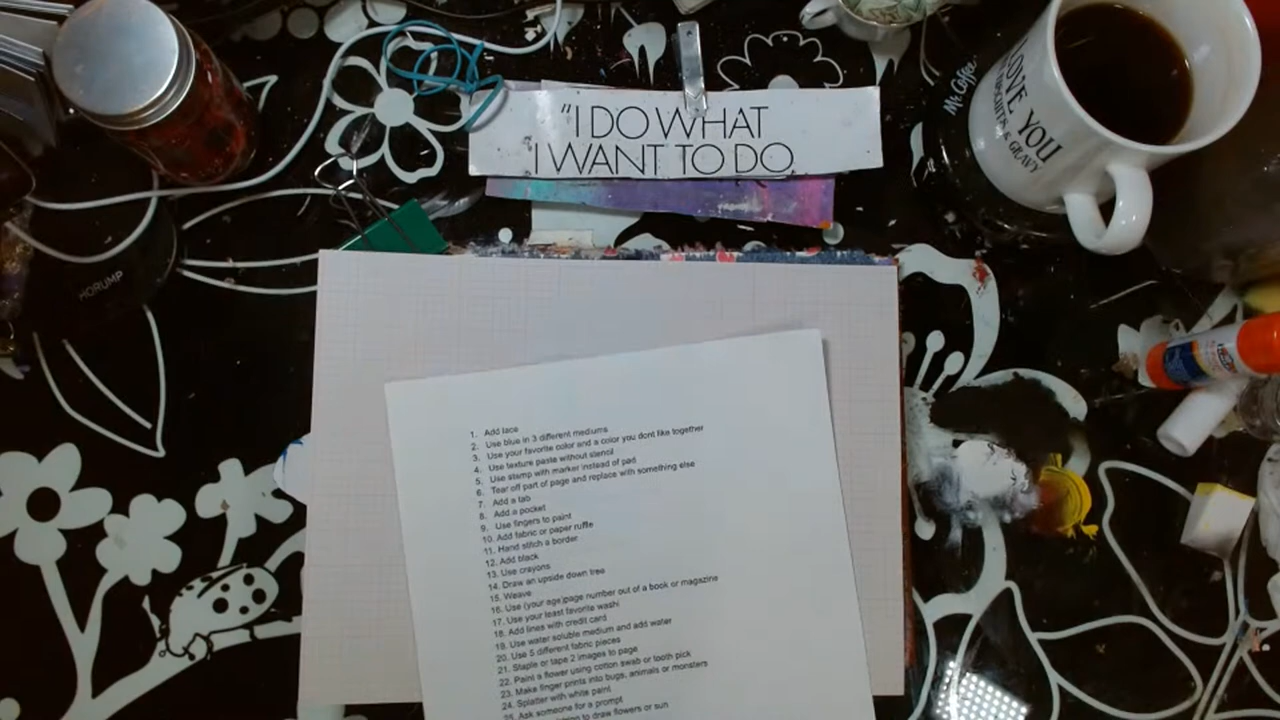 "I DO WHAT
I WANT TO DO.
Mr. Coffee
I LOVE YOU
BISCUITS & GRAVY
HORUMP
1. Add lace
2. Use blue in 3 different mediums
3. Use your favorite color and a color you dont like together
4. Use texture paste without stencil
5. Use stamp with marker instead of pad
6. Tear off part of page and replace with something else
7. Add a tab
8. Add a pocket
9. Use fingers to paint
10. Add fabric or paper ruffle
11. Hand stitch a border
12. Add black
13. Use crayons
14. Draw an upside down tree
15. Weave
16. Use (your age)page number out of a book or magazine
17. Use your least favorite washi
18. Add lines with credit card
19. Use water soluble medium and add water
20. Use 5 different fabric pieces
21. Staple or tape 2 images to page
22. Paint a flower using cotton swab or tooth pick
23. Make finger prints into bugs, animals or monsters
24. Splatter with white paint
25. Ask someone for a prompt
to draw flowers or sun